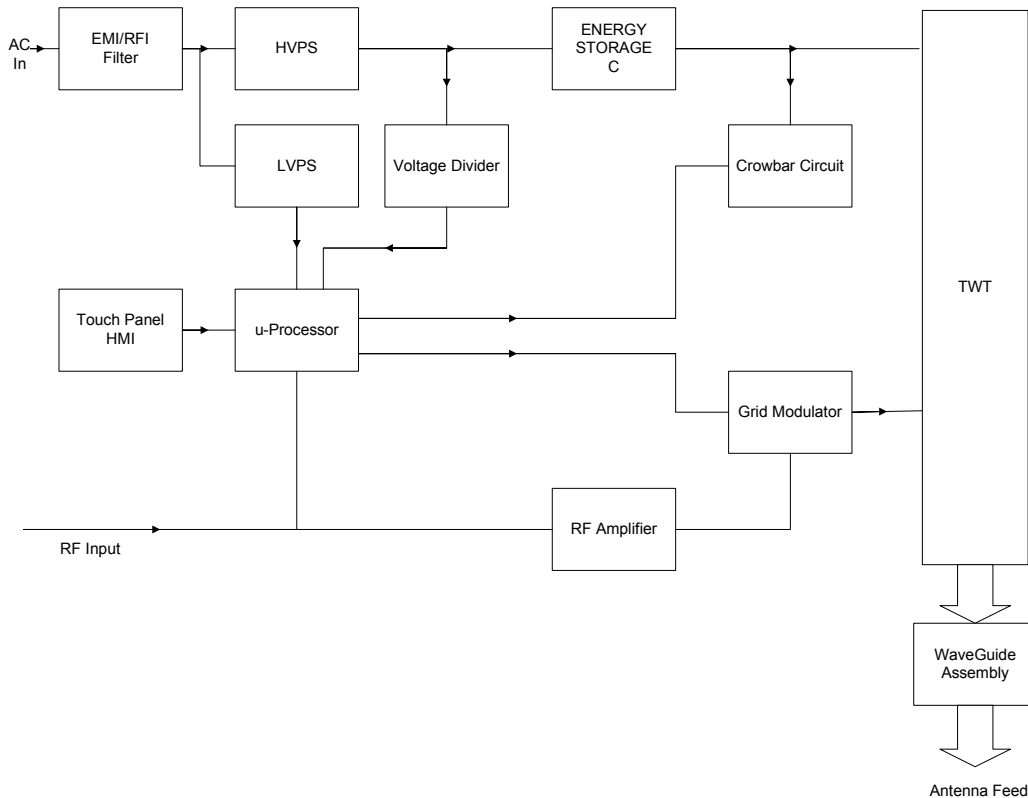 AC
In
EMI/RFI
Filter
HVPS
ENERGY
STORAGE
C
LVPS
Voltage Divider
Crowbar Circuit
TWT
Touch Panel
HMI
u-Processor
Grid Modulator
RF Input
RF Amplifier
WaveGuide
Assembly
Antenna Feed